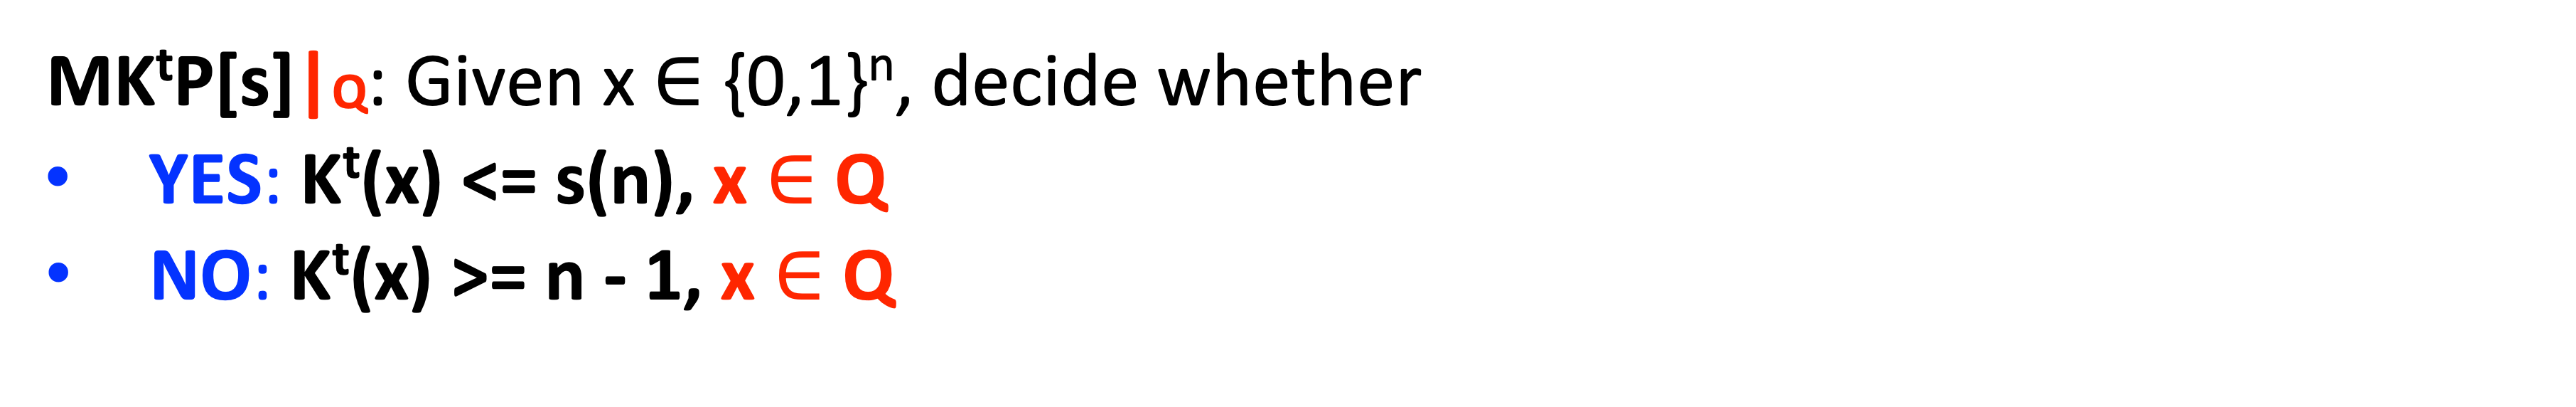 MKᵗP[s]|Q: Given x ∈ {0,1}ⁿ, decide whether
• YES: Kᵗ(x) <= s(n), x ∈ Q
• NO: Kᵗ(x) >= n - 1, x ∈ Q